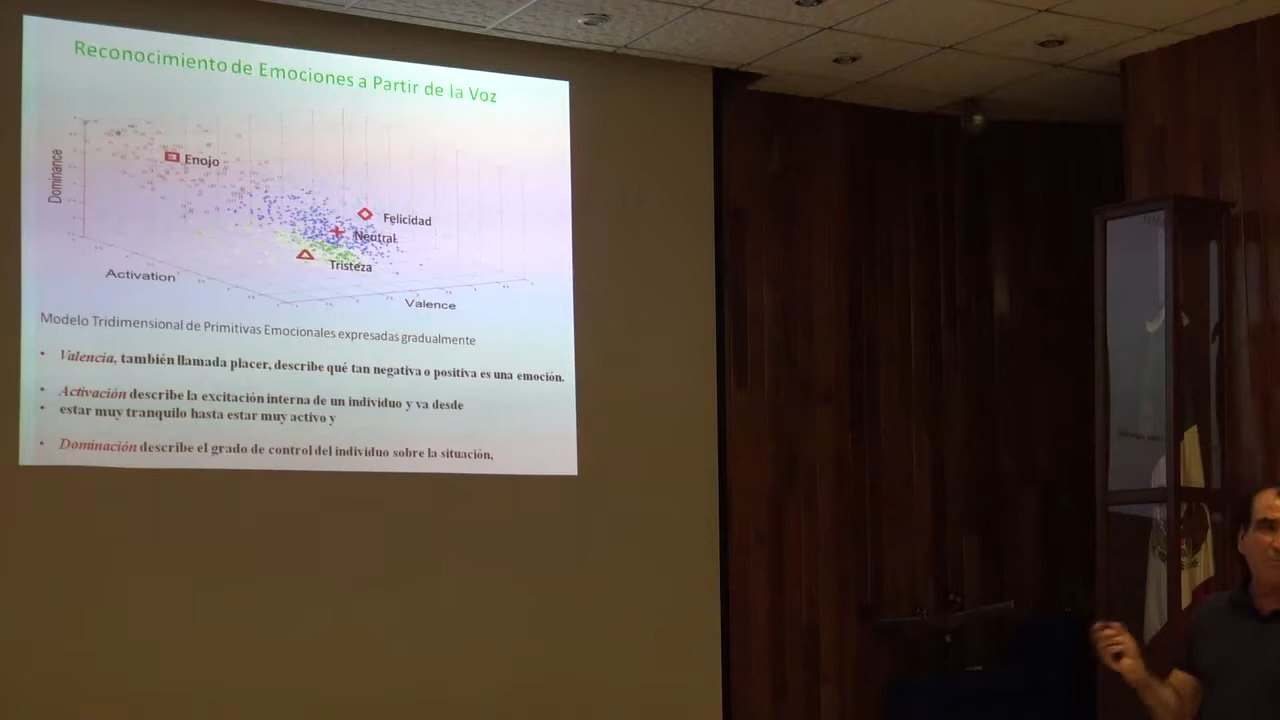 Reconocimiento de Emociones a Partir de la Voz
Dominance
Enojo
Felicidad
Neutral
Tristeza
Activation
Valence
Modelo Tridimensional de Primitivas Emocionales expresadas gradualmente
• Valencia, también llamada placer, describe qué tan negativa o positiva es una emoción.
• Activación describe la excitación interna de un individuo y va desde
• estar muy tranquilo hasta estar muy activo y
• Dominación describe el grado de control del individuo sobre la situación,